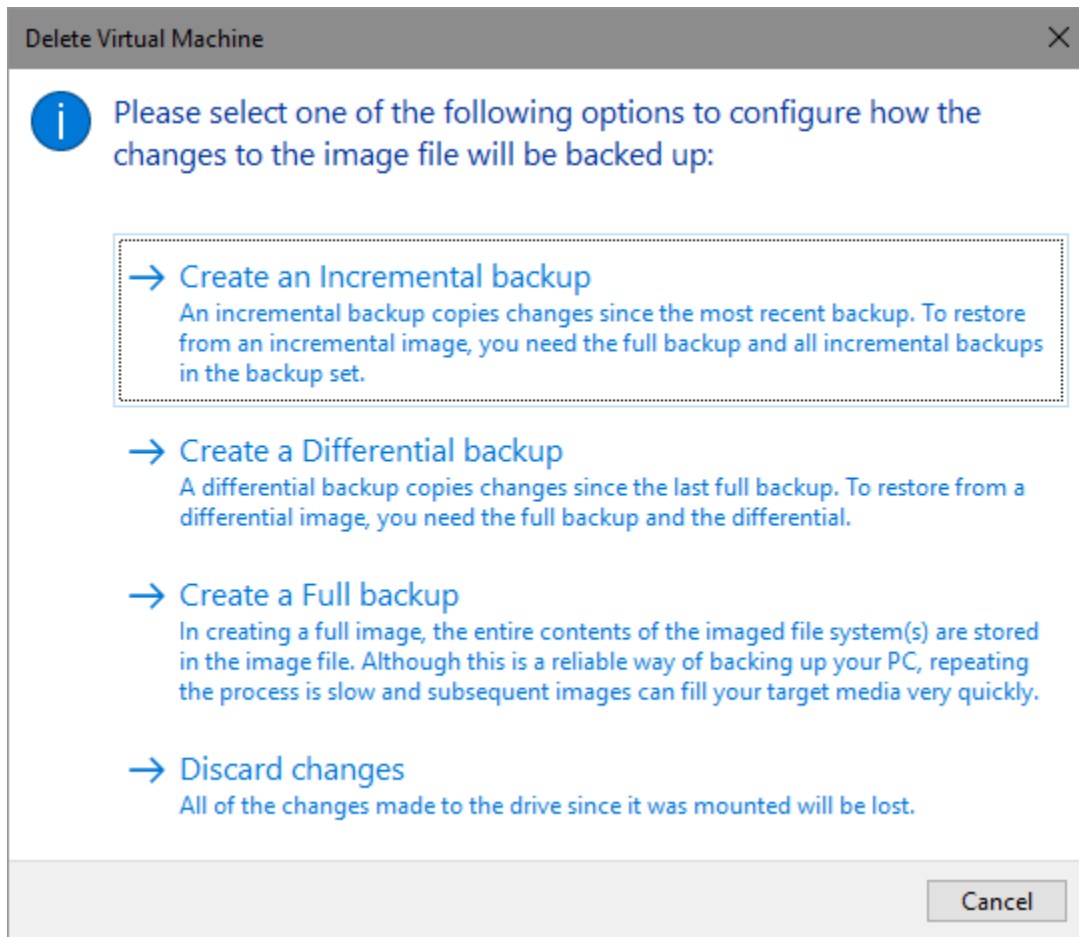 Delete Virtual Machine
Please select one of the following options to configure how the
changes to the image file will be backed up:
Create an Incremental backup
An incremental backup copies changes since the most recent backup. To restore
from an incremental image, you need the full backup and all incremental backups
in the backup set.
Create a Differential backup
A differential backup copies changes since the last full backup. To restore from a
differential image, you need the full backup and the differential.
Create a Full backup
In creating a full image, the entire contents of the imaged file system(s) are stored
in the image file. Although this is a reliable way of backing up your PC, repeating
the process is slow and subsequent images can fill your target media very quickly.
Discard changes
All of the changes made to the drive since it was mounted will be lost.
Cancel